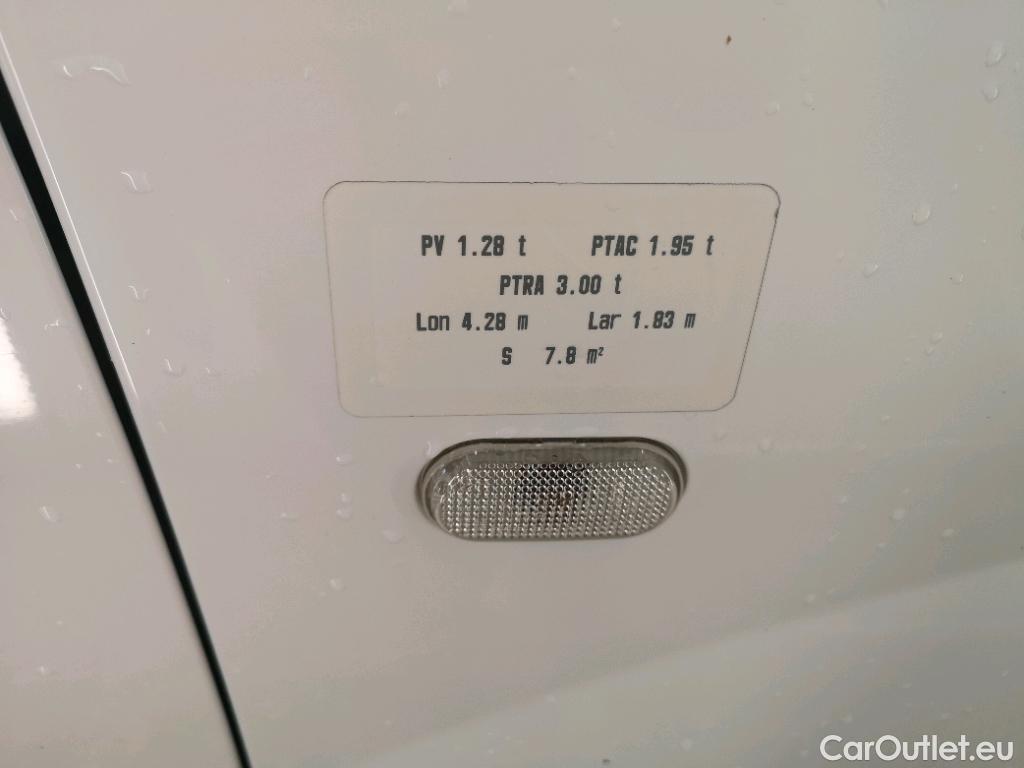 PV 1.28 t PTAC 1.95 t
PTRA 3.00 t
Lon 4.28 m Lar 1.83 m
S 7.8 m²
CarOutlet.eu